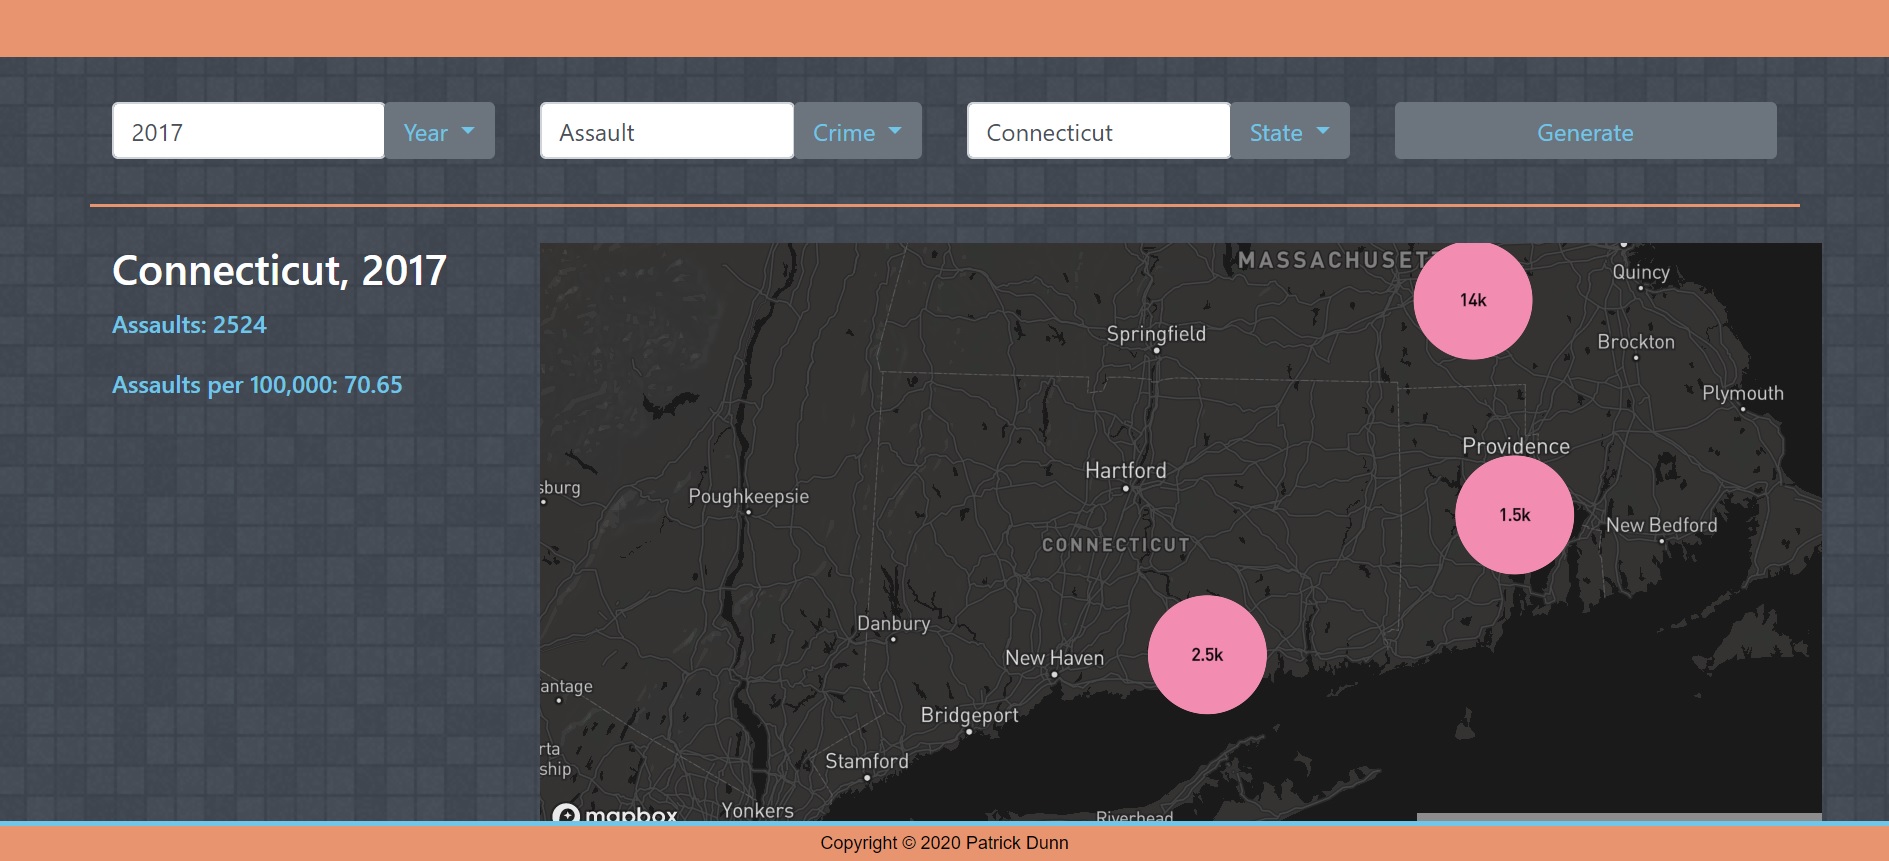 2017 Year
Assault Crime
Connecticut State
Generate
Connecticut, 2017
Assaults: 2524
Assaults per 100,000: 70.65
MASSACHUSETT
14k
Quincy
Springfield
Brockton
Plymouth
Providence
Hartford
sburg
Poughkeepsie
1.5k
New Bedford
CONNECTICUT
Danbury
New Haven
2.5k
antage
Bridgeport
rta
ship
Stamford
mapbox
Yonkers
Riverhead
Copyright © 2020 Patrick Dunn